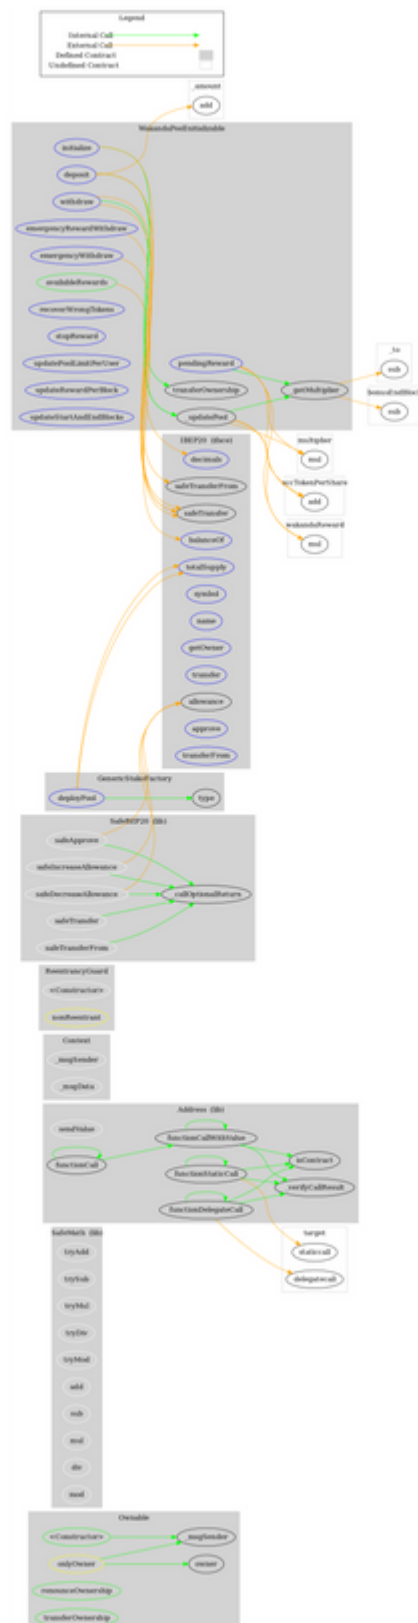 Legend
Internal Call
External Call
Defined Contract
Undefined Contract
_amount
add
WakandaPoolInitializable
initialize
deposit
withdraw
emergencyRewardWithdraw
emergencyWithdraw
availableRewards
recoverWrongTokens
stopReward
updatePoolLimitPerUser
updateRewardPerBlock
updateStartAndEndBlocks
pendingReward
transferOwnership
updatePool
getMultiplier
_to
sub
bonusEndBlock
sub
multiplier
mul
accTokenPerShare
add
wakandaReward
mul
IBEP20 (iface)
decimals
safeTransferFrom
safeTransfer
balanceOf
totalSupply
symbol
name
getOwner
transfer
allowance
approve
transferFrom
GenericStakeFactory
deployPool
type
SafeBEP20 (lib)
safeApprove
safeIncreaseAllowance
safeDecreaseAllowance
safeTransfer
safeTransferFrom
callOptionalReturn
ReentrancyGuard
<Constructor>
nonReentrant
Context
_msgSender
_msgData
Address (lib)
sendValue
functionCall
functionCallWithValue
functionStaticCall
functionDelegateCall
isContract
_verifyCallResult
target
staticcall
delegatecall
SafeMath (lib)
tryAdd
trySub
tryMul
tryDiv
tryMod
add
sub
mul
div
mod
Ownable
<Constructor>
onlyOwner
renounceOwnership
transferOwnership
_msgSender
owner